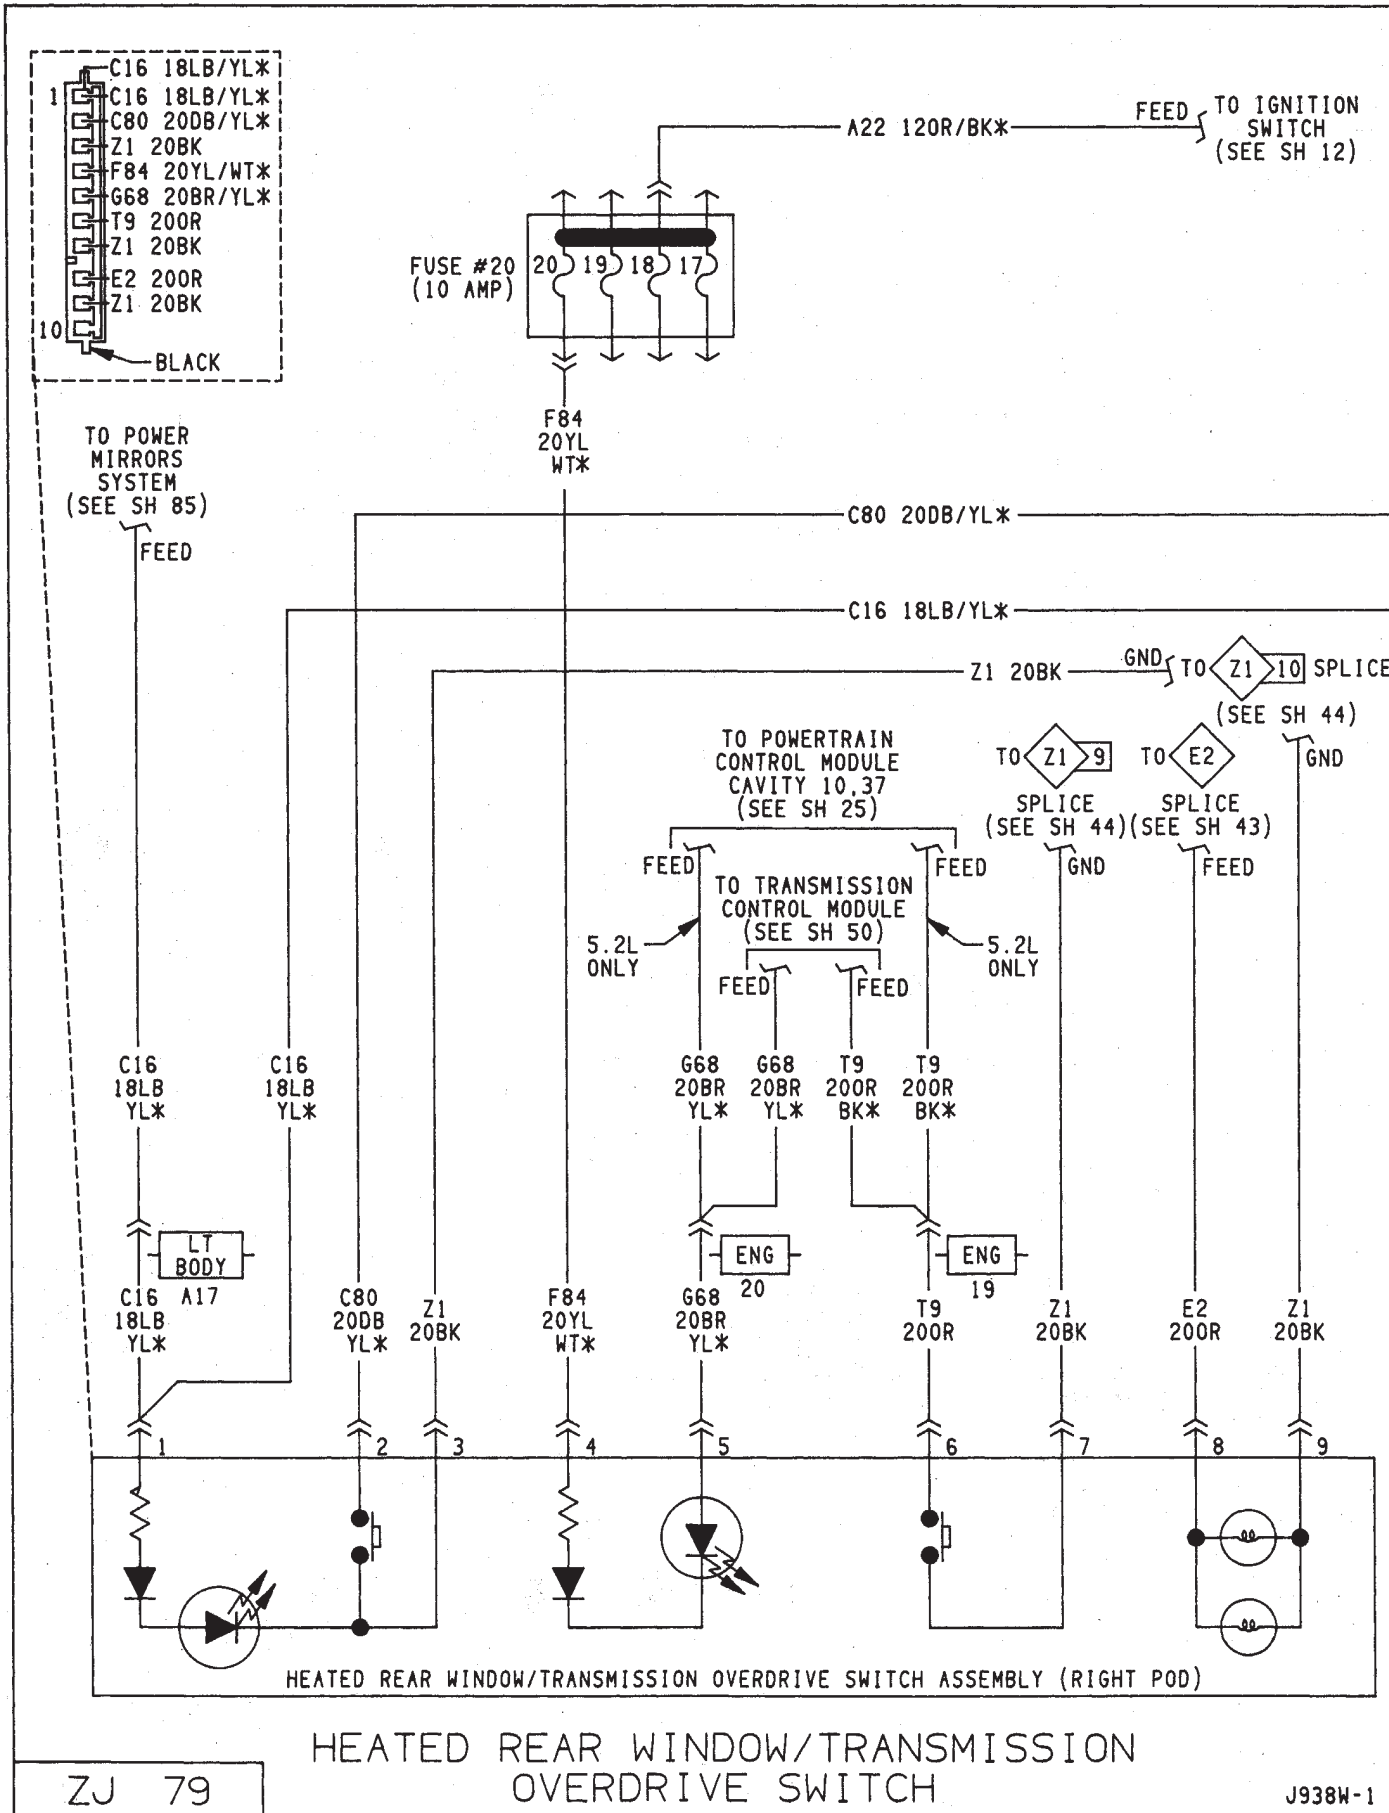 C16 18LB/YL*
1 C16 18LB/YL*
C80 20DB/YL*
Z1 20BK
F84 20YL/WT*
G68 20BR/YL*
T9 20OR
Z1 20BK
E2 20OR
Z1 20BK
10
BLACK
A22 12OR/BK*
FEED
TO IGNITION
SWITCH
(SEE SH 12)
FUSE #20
(10 AMP)
20 19 18 17
F84
20YL
WT*
TO POWER
MIRRORS
SYSTEM
(SEE SH 85)
FEED
C80 20DB/YL*
C16 18LB/YL*
Z1 20BK
GND TO Z1 10 SPLICE
(SEE SH 44)
GND
TO POWERTRAIN
CONTROL MODULE
CAVITY 10,37
(SEE SH 25)
FEED
FEED
TO Z1 9
SPLICE
(SEE SH 44)
GND
TO E2
SPLICE
(SEE SH 43)
FEED
TO TRANSMISSION
CONTROL MODULE
(SEE SH 50)
FEED
FEED
5.2L
ONLY
5.2L
ONLY
C16
18LB
YL*
C16
18LB
YL*
G68
20BR
YL*
G68
20BR
YL*
T9
20OR
BK*
T9
20OR
BK*
LT
BODY
A17
ENG
20
ENG
19
C16
18LB
YL*
C80
20DB
YL*
Z1
20BK
F84
20YL
WT*
G68
20BR
YL*
T9
20OR
Z1
20BK
E2
20OR
Z1
20BK
1 2 3 4 5 6 7 8 9
HEATED REAR WINDOW/TRANSMISSION OVERDRIVE SWITCH ASSEMBLY (RIGHT POD)
HEATED REAR WINDOW/TRANSMISSION
OVERDRIVE SWITCH
ZJ 79
J938W-1